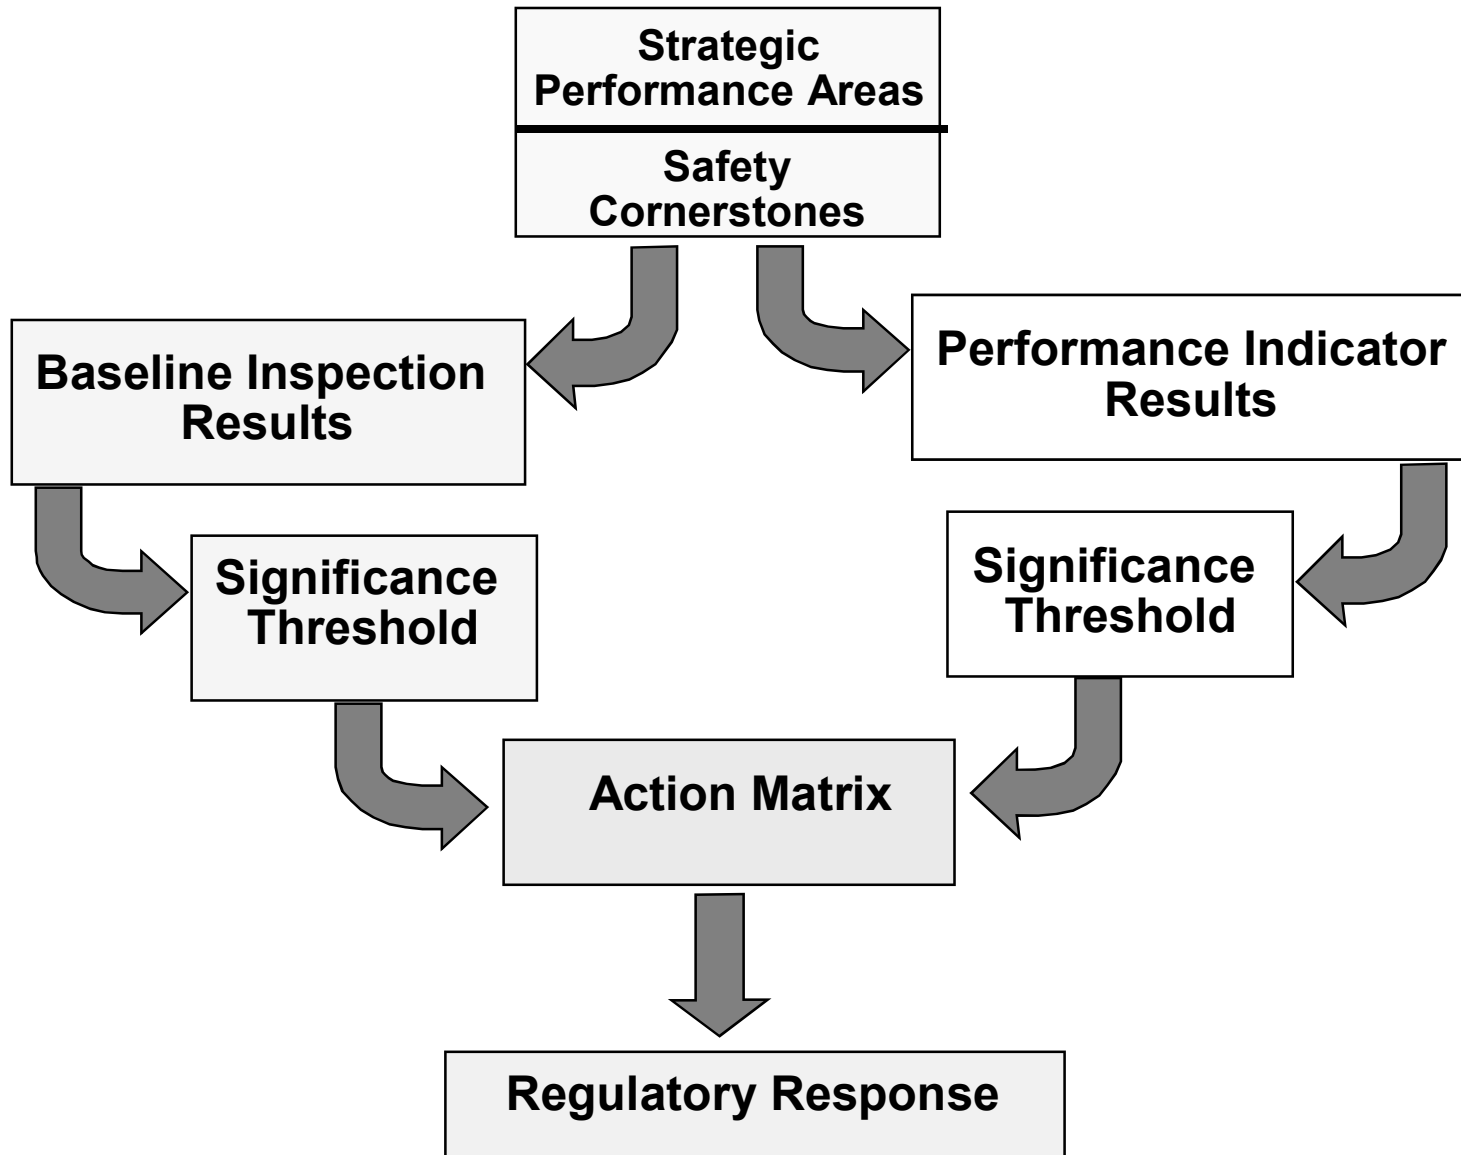 Strategic
Performance Areas
Safety
Cornerstones
Baseline Inspection
Results
Performance Indicator
Results
Significance
Threshold
Significance
Threshold
Action Matrix
Regulatory Response